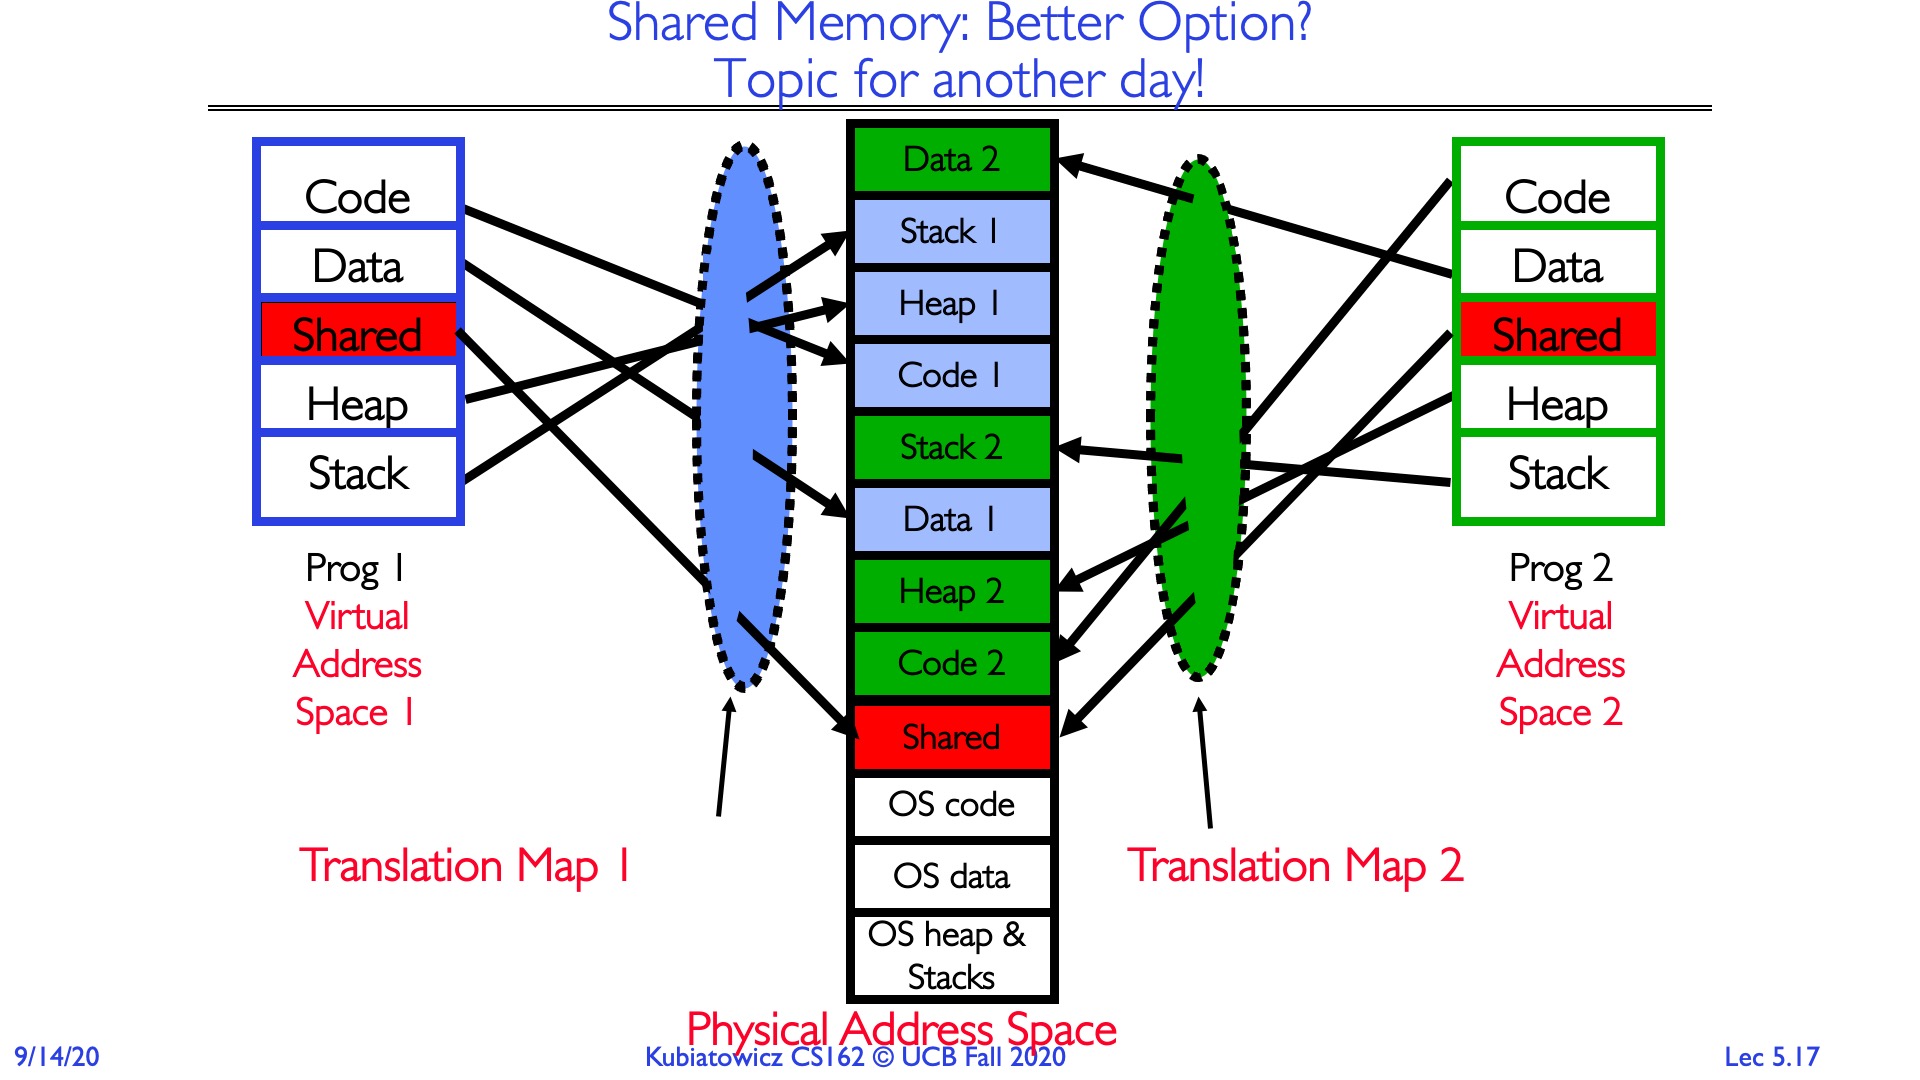 Shared Memory: Better Option?
Topic for another day!
Code
Data
Shared
Heap
Stack
Prog 1
Virtual
Address
Space 1
Translation Map 1
Data 2
Stack 1
Heap 1
Code 1
Stack 2
Data 1
Heap 2
Code 2
Shared
OS code
OS data
OS heap &
Stacks
Physical Address Space
Code
Data
Shared
Heap
Stack
Prog 2
Virtual
Address
Space 2
Translation Map 2
9/14/20
Kubiatowicz CS162 © UCB Fall 2020
Lec 5.17